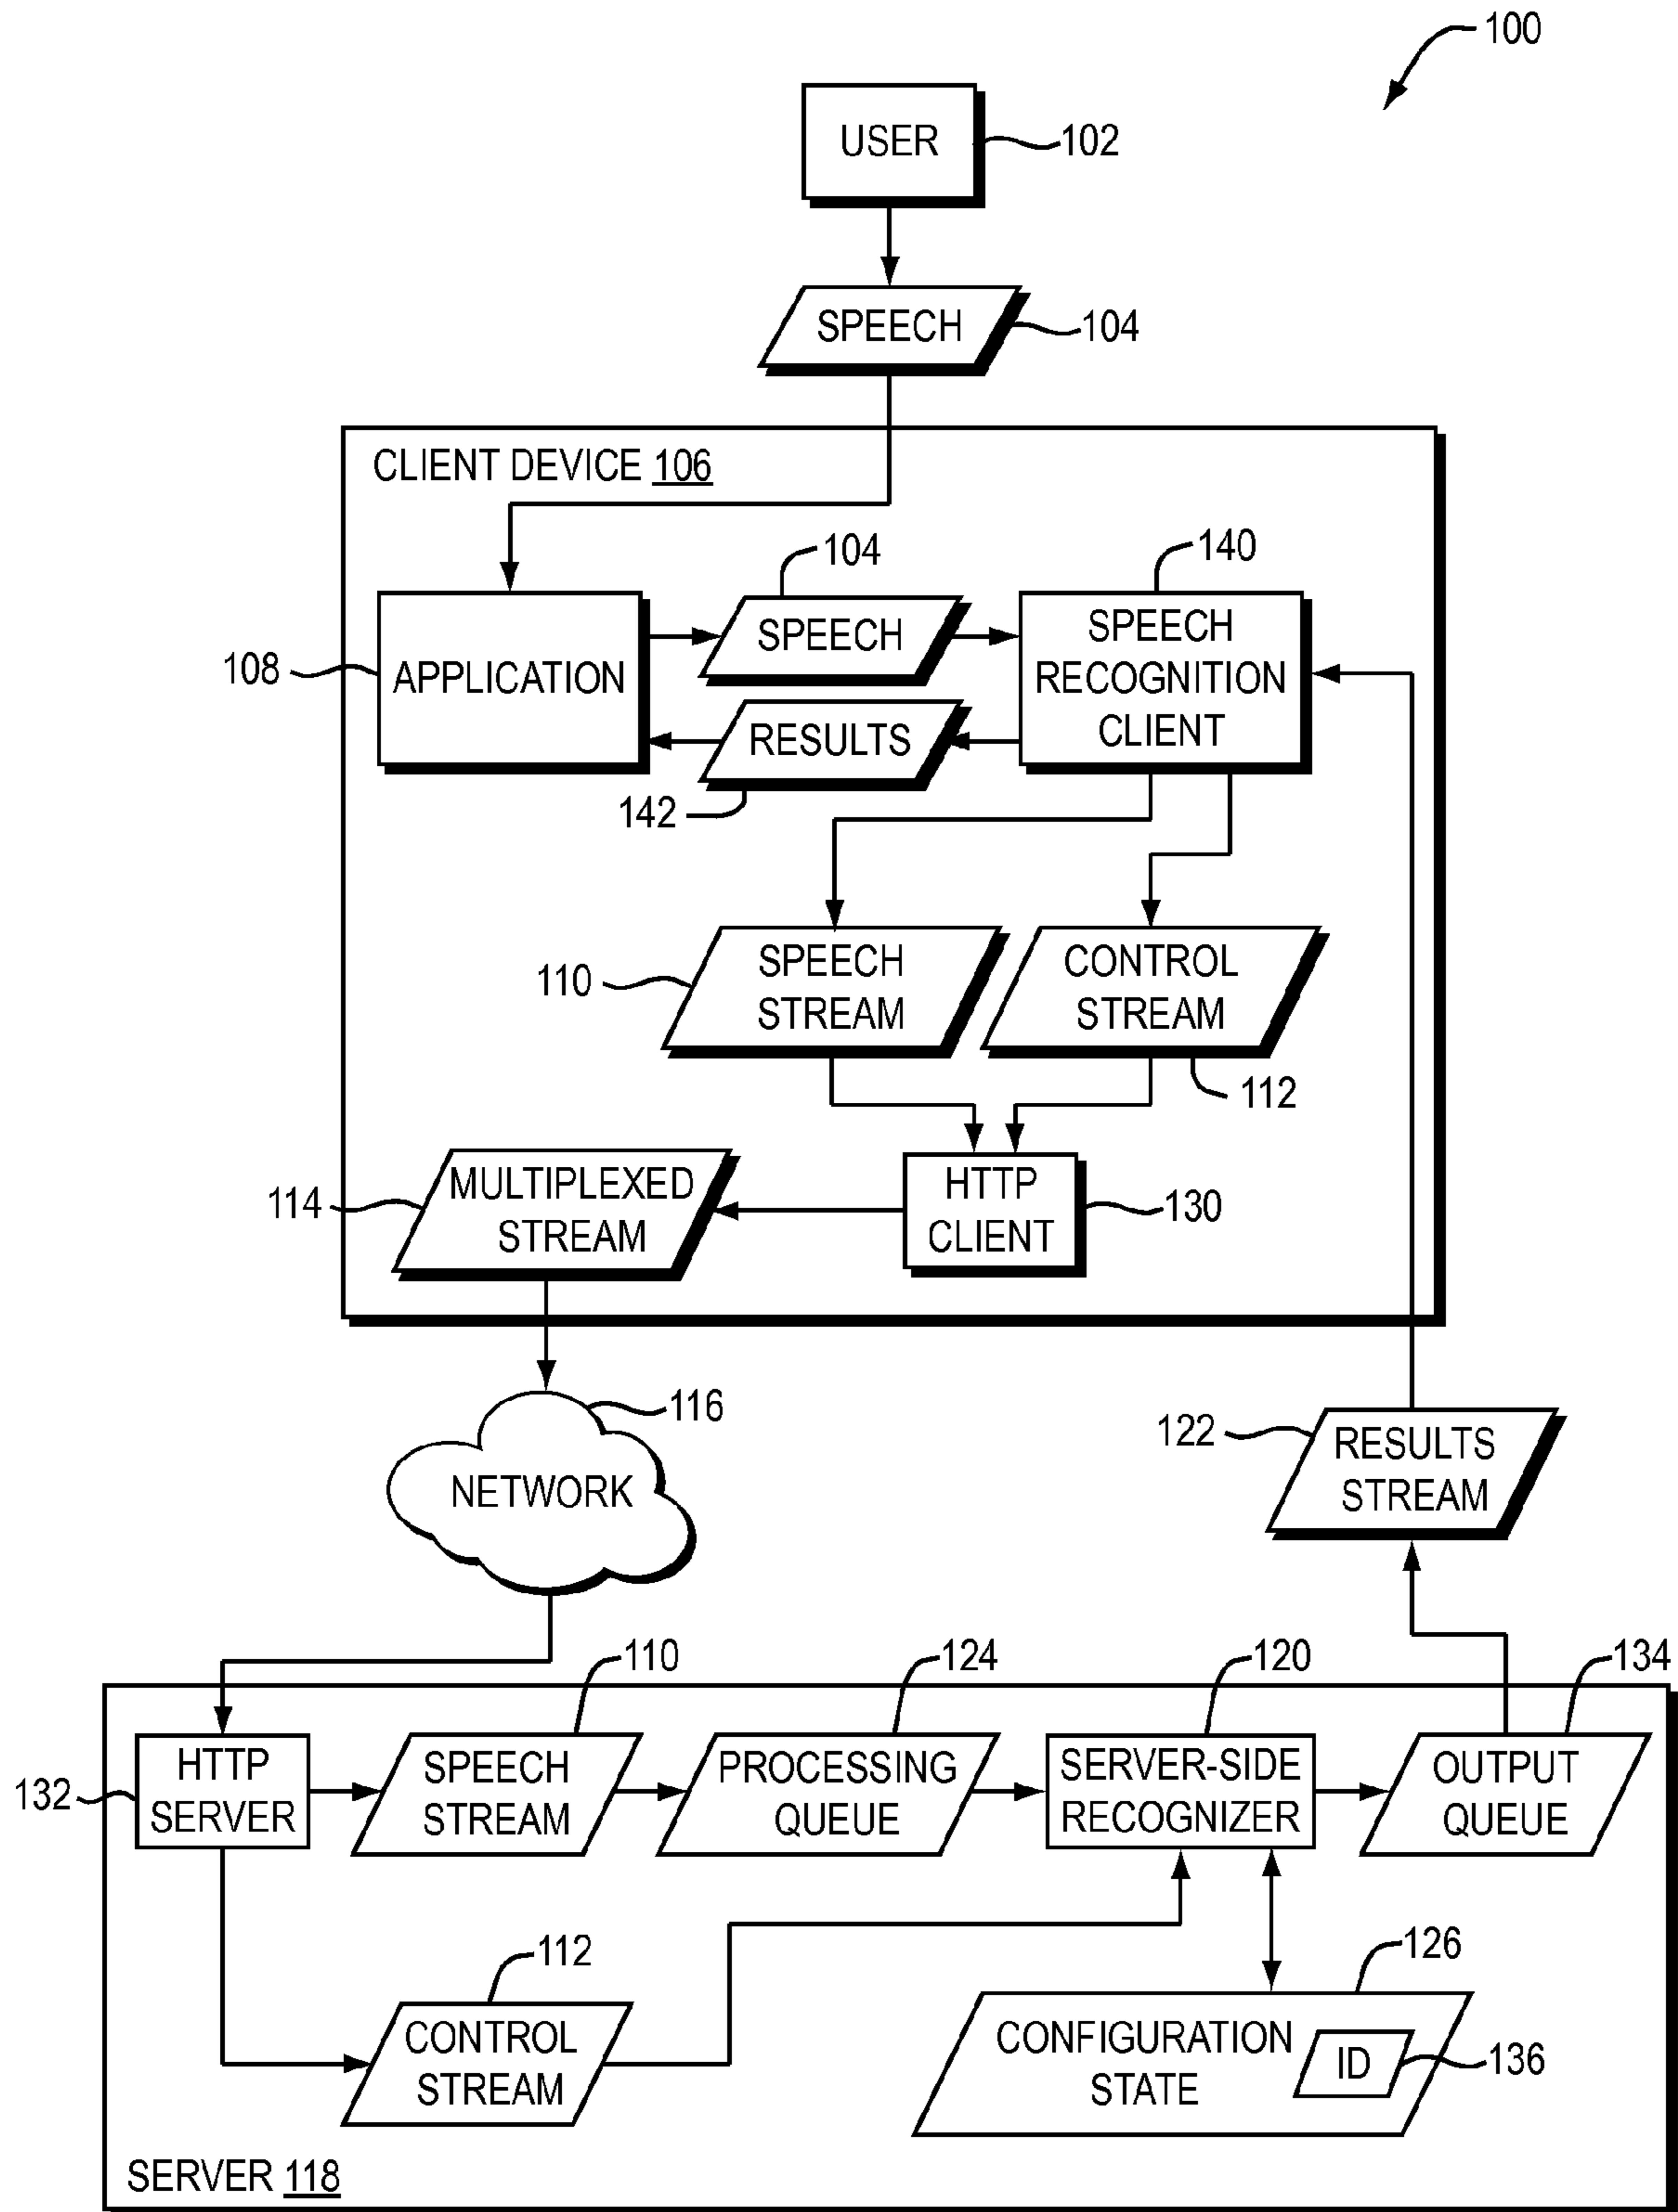 100
USER
102
SPEECH
104
CLIENT DEVICE 106
104
140
108
APPLICATION
SPEECH
SPEECH
RECOGNITION
CLIENT
RESULTS
142
110
SPEECH
STREAM
CONTROL
STREAM
112
114
MULTIPLEXED
STREAM
HTTP
CLIENT
130
116
NETWORK
122
RESULTS
STREAM
110
124
120
134
132
HTTP
SERVER
SPEECH
STREAM
PROCESSING
QUEUE
SERVER-SIDE
RECOGNIZER
OUTPUT
QUEUE
112
CONTROL
STREAM
126
CONFIGURATION
STATE
ID
136
SERVER 118